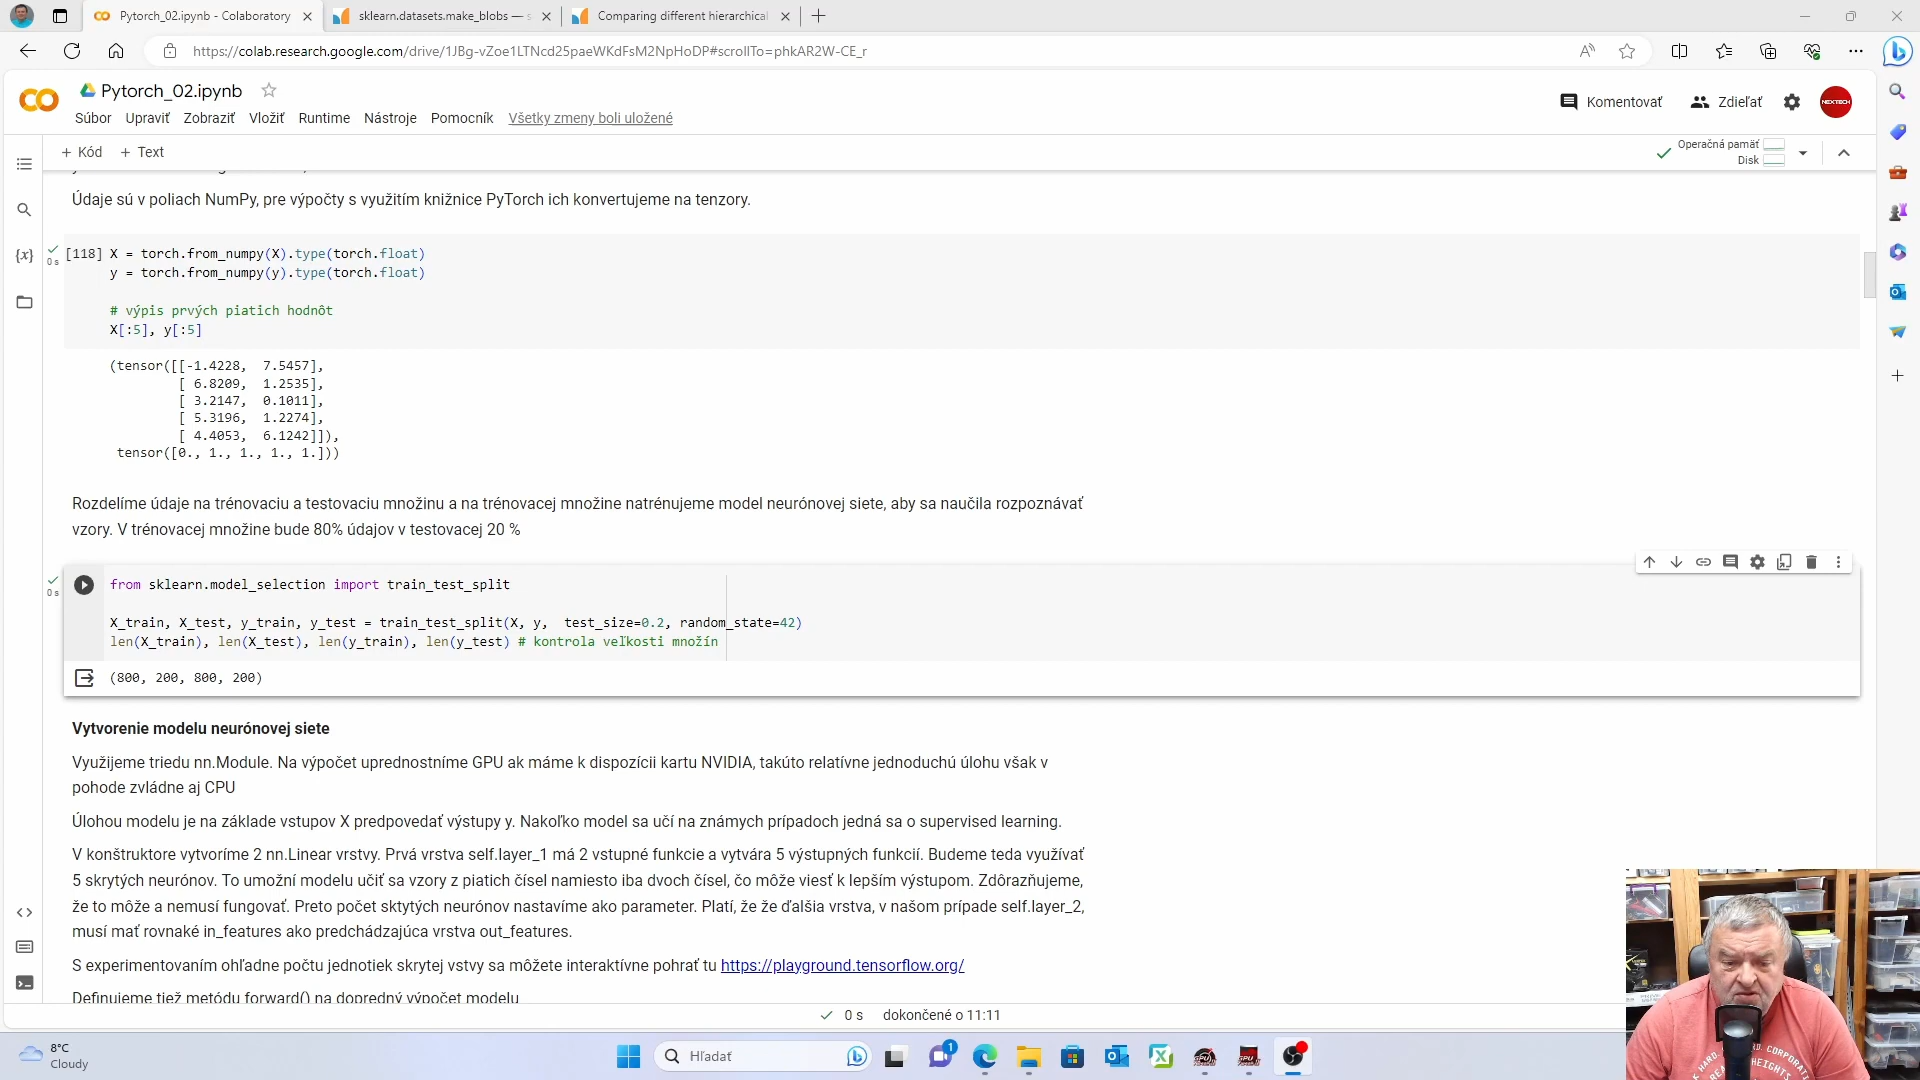 Pytorch_02.ipynb - Colaboratory
sklearn.datasets.make_blobs —
Comparing different hierarchical
https://colab.research.google.com/drive/1JBg-vZoe1LTNcd25paeWKdFsM2NpHoDP#scrollTo=phkAR2W-CE_r
Pytorch_02.ipynb
Komentovať Zdieľať NEXTECH
Súbor Upraviť Zobraziť Vložiť Runtime Nástroje Pomocník Všetky zmeny boli uložené
+ Kód + Text
Operačná pamäť
Disk
Údaje sú v poliach NumPy, pre výpočty s využitím knižnice PyTorch ich konvertujeme na tenzory.
[118] X = torch.from_numpy(X).type(torch.float)
0 s
y = torch.from_numpy(y).type(torch.float)
# výpis prvých piatich hodnôt
X[:5], y[:5]
(tensor([[-1.4228, 7.5457],
[ 6.8209, 1.2535],
[ 3.2147, 0.1011],
[ 5.3196, 1.2274],
[ 4.4053, 6.1242]]),
tensor([0., 1., 1., 1., 1.]))
Rozdelíme údaje na trénovaciu a testovaciu množinu a na trénovacej množine natrénujeme model neurónovej siete, aby sa naučila rozpoznávať
vzory. V trénovacej množine bude 80% údajov v testovacej 20 %
from sklearn.model_selection import train_test_split
0 s
X_train, X_test, y_train, y_test = train_test_split(X, y, test_size=0.2, random_state=42)
len(X_train), len(X_test), len(y_train), len(y_test) # kontrola veľkosti množín
(800, 200, 800, 200)
Vytvorenie modelu neurónovej siete
Využijeme triedu nn.Module. Na výpočet uprednostníme GPU ak máme k dispozícii kartu NVIDIA, takúto relatívne jednoduchú úlohu však v
pohode zvládne aj CPU
Úlohou modelu je na základe vstupov X predpovedať výstupy y. Nakoľko model sa učí na známych prípadoch jedná sa o supervised learning.
V konštruktore vytvoríme 2 nn.Linear vrstvy. Prvá vrstva self.layer_1 má 2 vstupné funkcie a vytvára 5 výstupných funkcií. Budeme teda využívať
5 skrytých neurónov. To umožní modelu učiť sa vzory z piatich čísel namiesto iba dvoch čísel, čo môže viesť k lepším výstupom. Zdôrazňujeme,
že to môže a nemusí fungovať. Preto počet sktytých neurónov nastavíme ako parameter. Platí, že že ďalšia vrstva, v našom prípade self.layer_2,
musí mať rovnaké in_features ako predchádzajúca vrstva out_features.
S experimentovaním ohľadne počtu jednotiek skrytej vstvy sa môžete interaktívne pohrať tu https://playground.tensorflow.org/
Definujeme tiež metódu forward() na dopredný výpočet modelu
0 s dokončené o 11:11
8°C
Cloudy
Hľadať
1